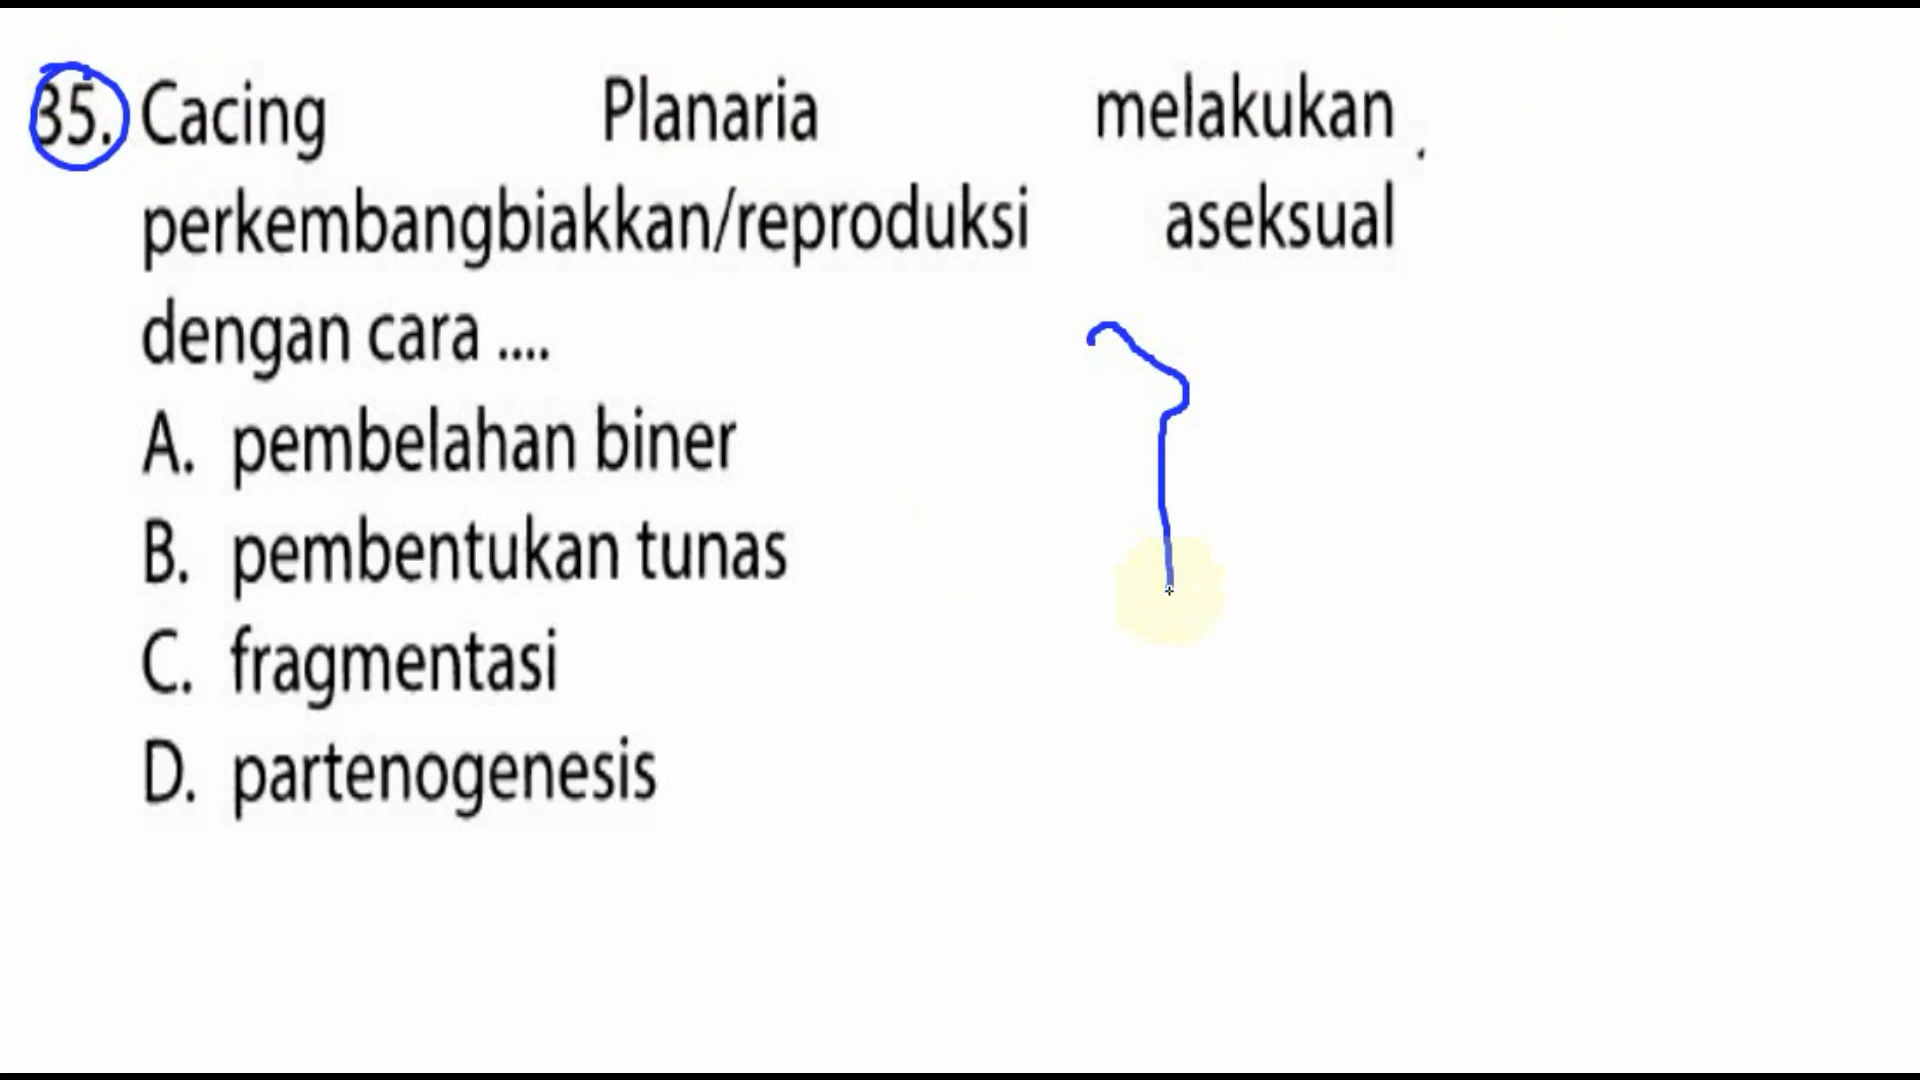 35. Cacing Planaria melakukan
perkembangbiakkan/reproduksi aseksual
dengan cara ....
A. pembelahan biner
B. pembentukan tunas
C. fragmentasi
D. partenogenesis